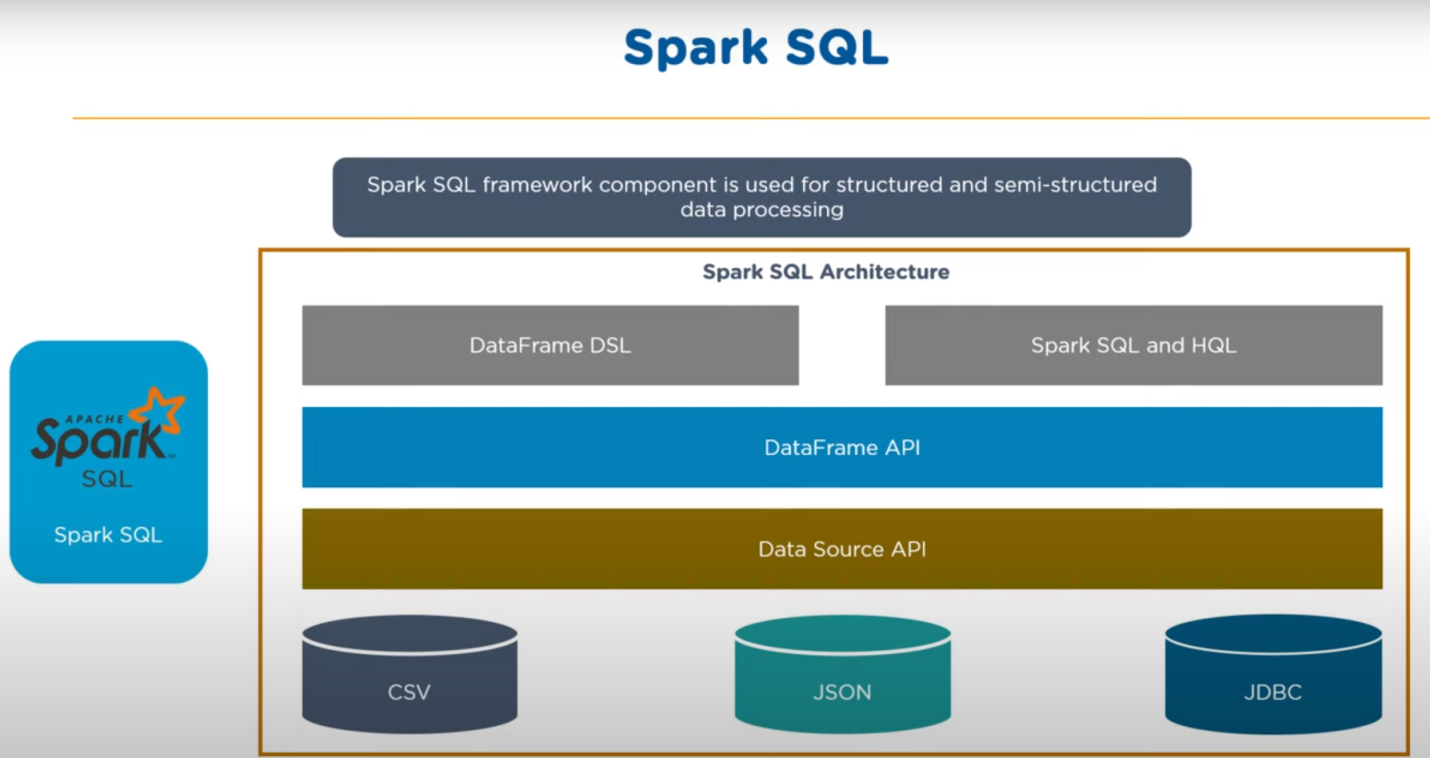 Spark SQL
Spark SQL framework component is used for structured and semi-structured
data processing
Spark SQL Architecture
DataFrame DSL
Spark SQL and HQL
DataFrame API
Data Source API
APACHE
Spark™
SQL
Spark SQL
CSV
JSON
JDBC